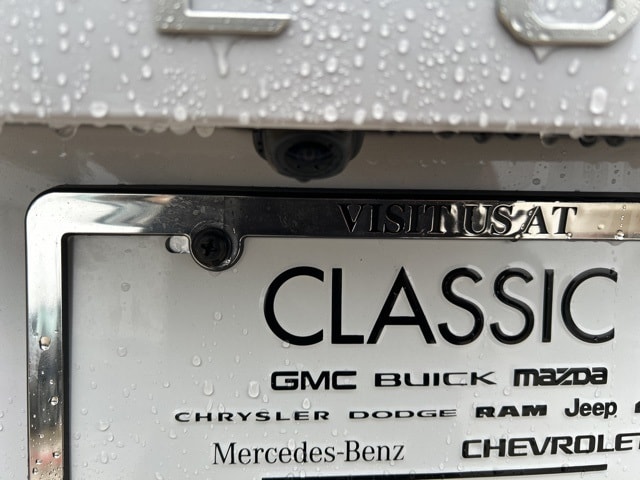 VISIT US AT
CLASSIC
GMC BUICK mazda
CHRYSLER DODGE RAM Jeep
Mercedes-Benz CHEVROLET